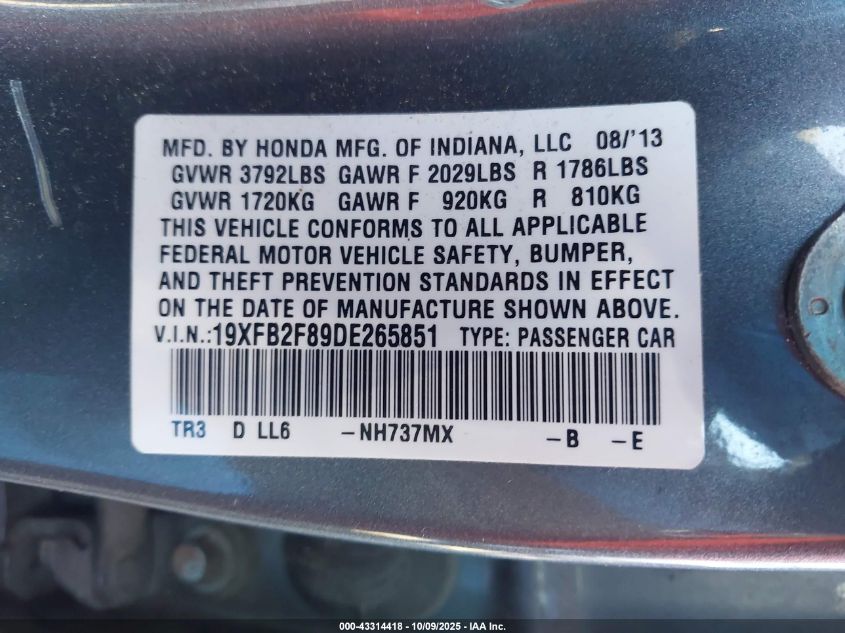 MFD. BY HONDA MFG. OF INDIANA, LLC 08/'13
GVWR 3792LBS GAWR F 2029LBS R 1786LBS
GVWR 1720KG GAWR F 920KG R 810KG
THIS VEHICLE CONFORMS TO ALL APPLICABLE
FEDERAL MOTOR VEHICLE SAFETY, BUMPER,
AND THEFT PREVENTION STANDARDS IN EFFECT
ON THE DATE OF MANUFACTURE SHOWN ABOVE.
V.I.N.:19XFB2F89DE265851 TYPE: PASSENGER CAR
TR3 D LL6 -NH737MX -B -E
000-43314418 - 10/09/2025 - IAA Inc.